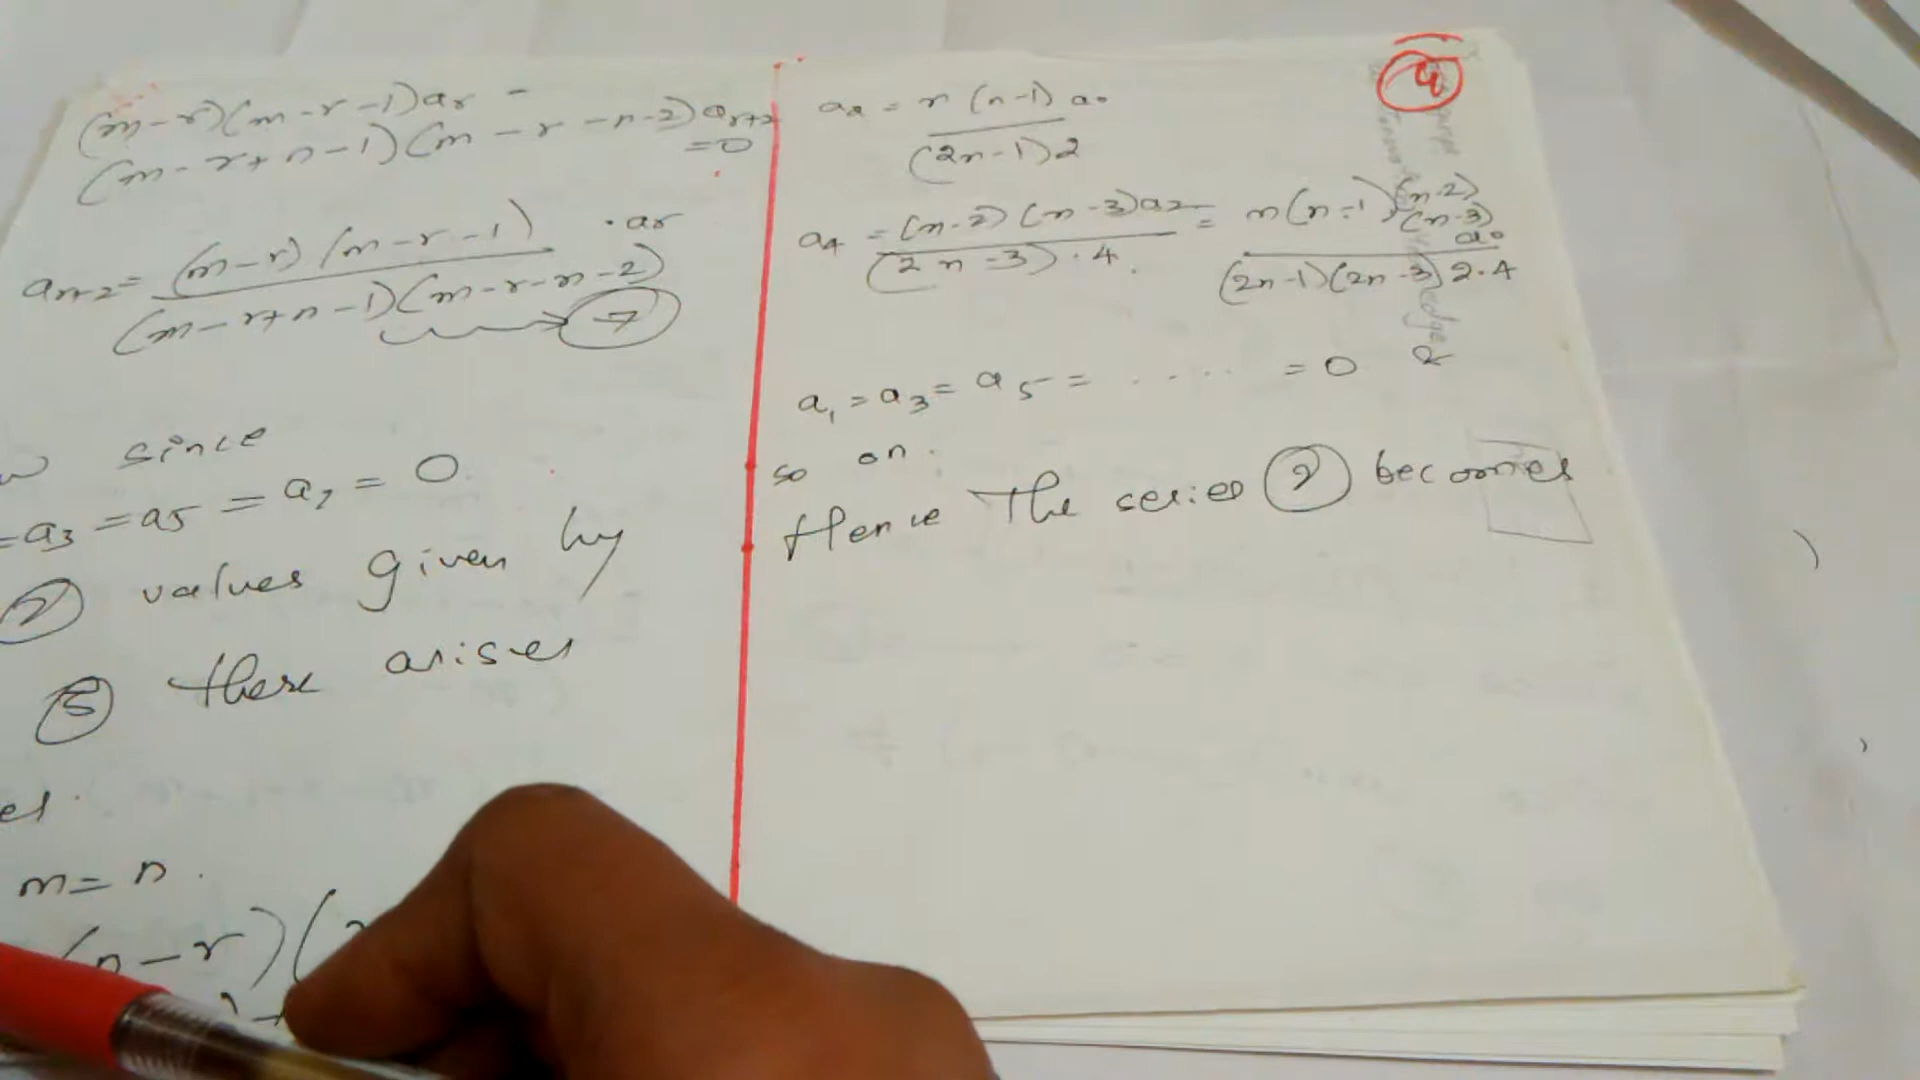 (m-r)(m-r-1)ar -
(m-r+n-1)(m-r-n-2)ar+2
=0
ar+2 = (m-r)(m-r-1) · ar
(m-r+n-1)(m-r-n-2)
7
since
=a3 =a5 = a7 = 0
7 values given by
5 there arises
m= n.
(n-r)(
4
a2 = n(n-1) a0
(2n-1)2
a4 = (n-2)(n-3)a2 = n(n-1)(n-2)(n-3) a0
(2n-3)·4 (2n-1)(2n-3)2·4
a1 = a3= a5 = ....... = 0 &
so on.
Hence The series 2 becomes